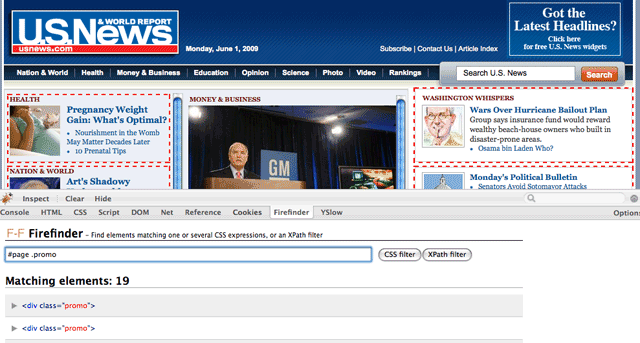 U.S.News
& WORLD REPORT
usnews.com
Monday, June 1, 2009
Subscribe | Contact Us | Article Index
Got the
Latest Headlines?
Click here
for free U.S. News widgets
Nation & World
Health
Money & Business
Education
Opinion
Science
Photo
Video
Rankings
Search U.S. News
Search
HEALTH
Pregnancy Weight
Gain: What's Optimal?
• Nourishment in the Womb
May Matter Decades Later
• 10 Prenatal Tips
NATION & WORLD
Art's Shadowy
MONEY & BUSINESS
GM
WASHINGTON WHISPERS
Wars Over Hurricane Bailout Plan
Group says insurance fund would reward
wealthy beach-house owners who built in
disaster-prone areas.
• Osama bin Laden Who?
Monday's Political Bulletin
• Senators Avoid Sotomayor Attacks
Inspect
Clear
Hide
Console
HTML
CSS
Script
DOM
Net
Reference
Cookies
Firefinder
YSlow
Options
F-F Firefinder - Find elements matching one or several CSS expressions, or an XPath filter
#page .promo
CSS filter
XPath filter
Matching elements: 19
<div class="promo">
<div class="promo">